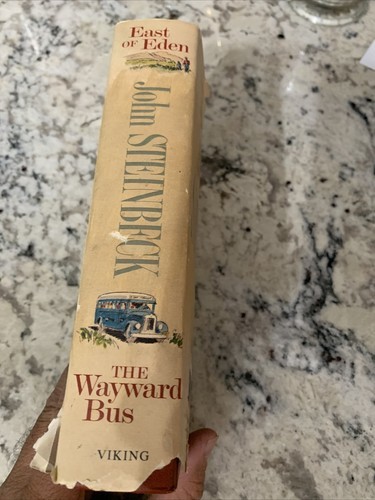 East
OF Eden
John STEINBECK
THE
Wayward
Bus
VIKING